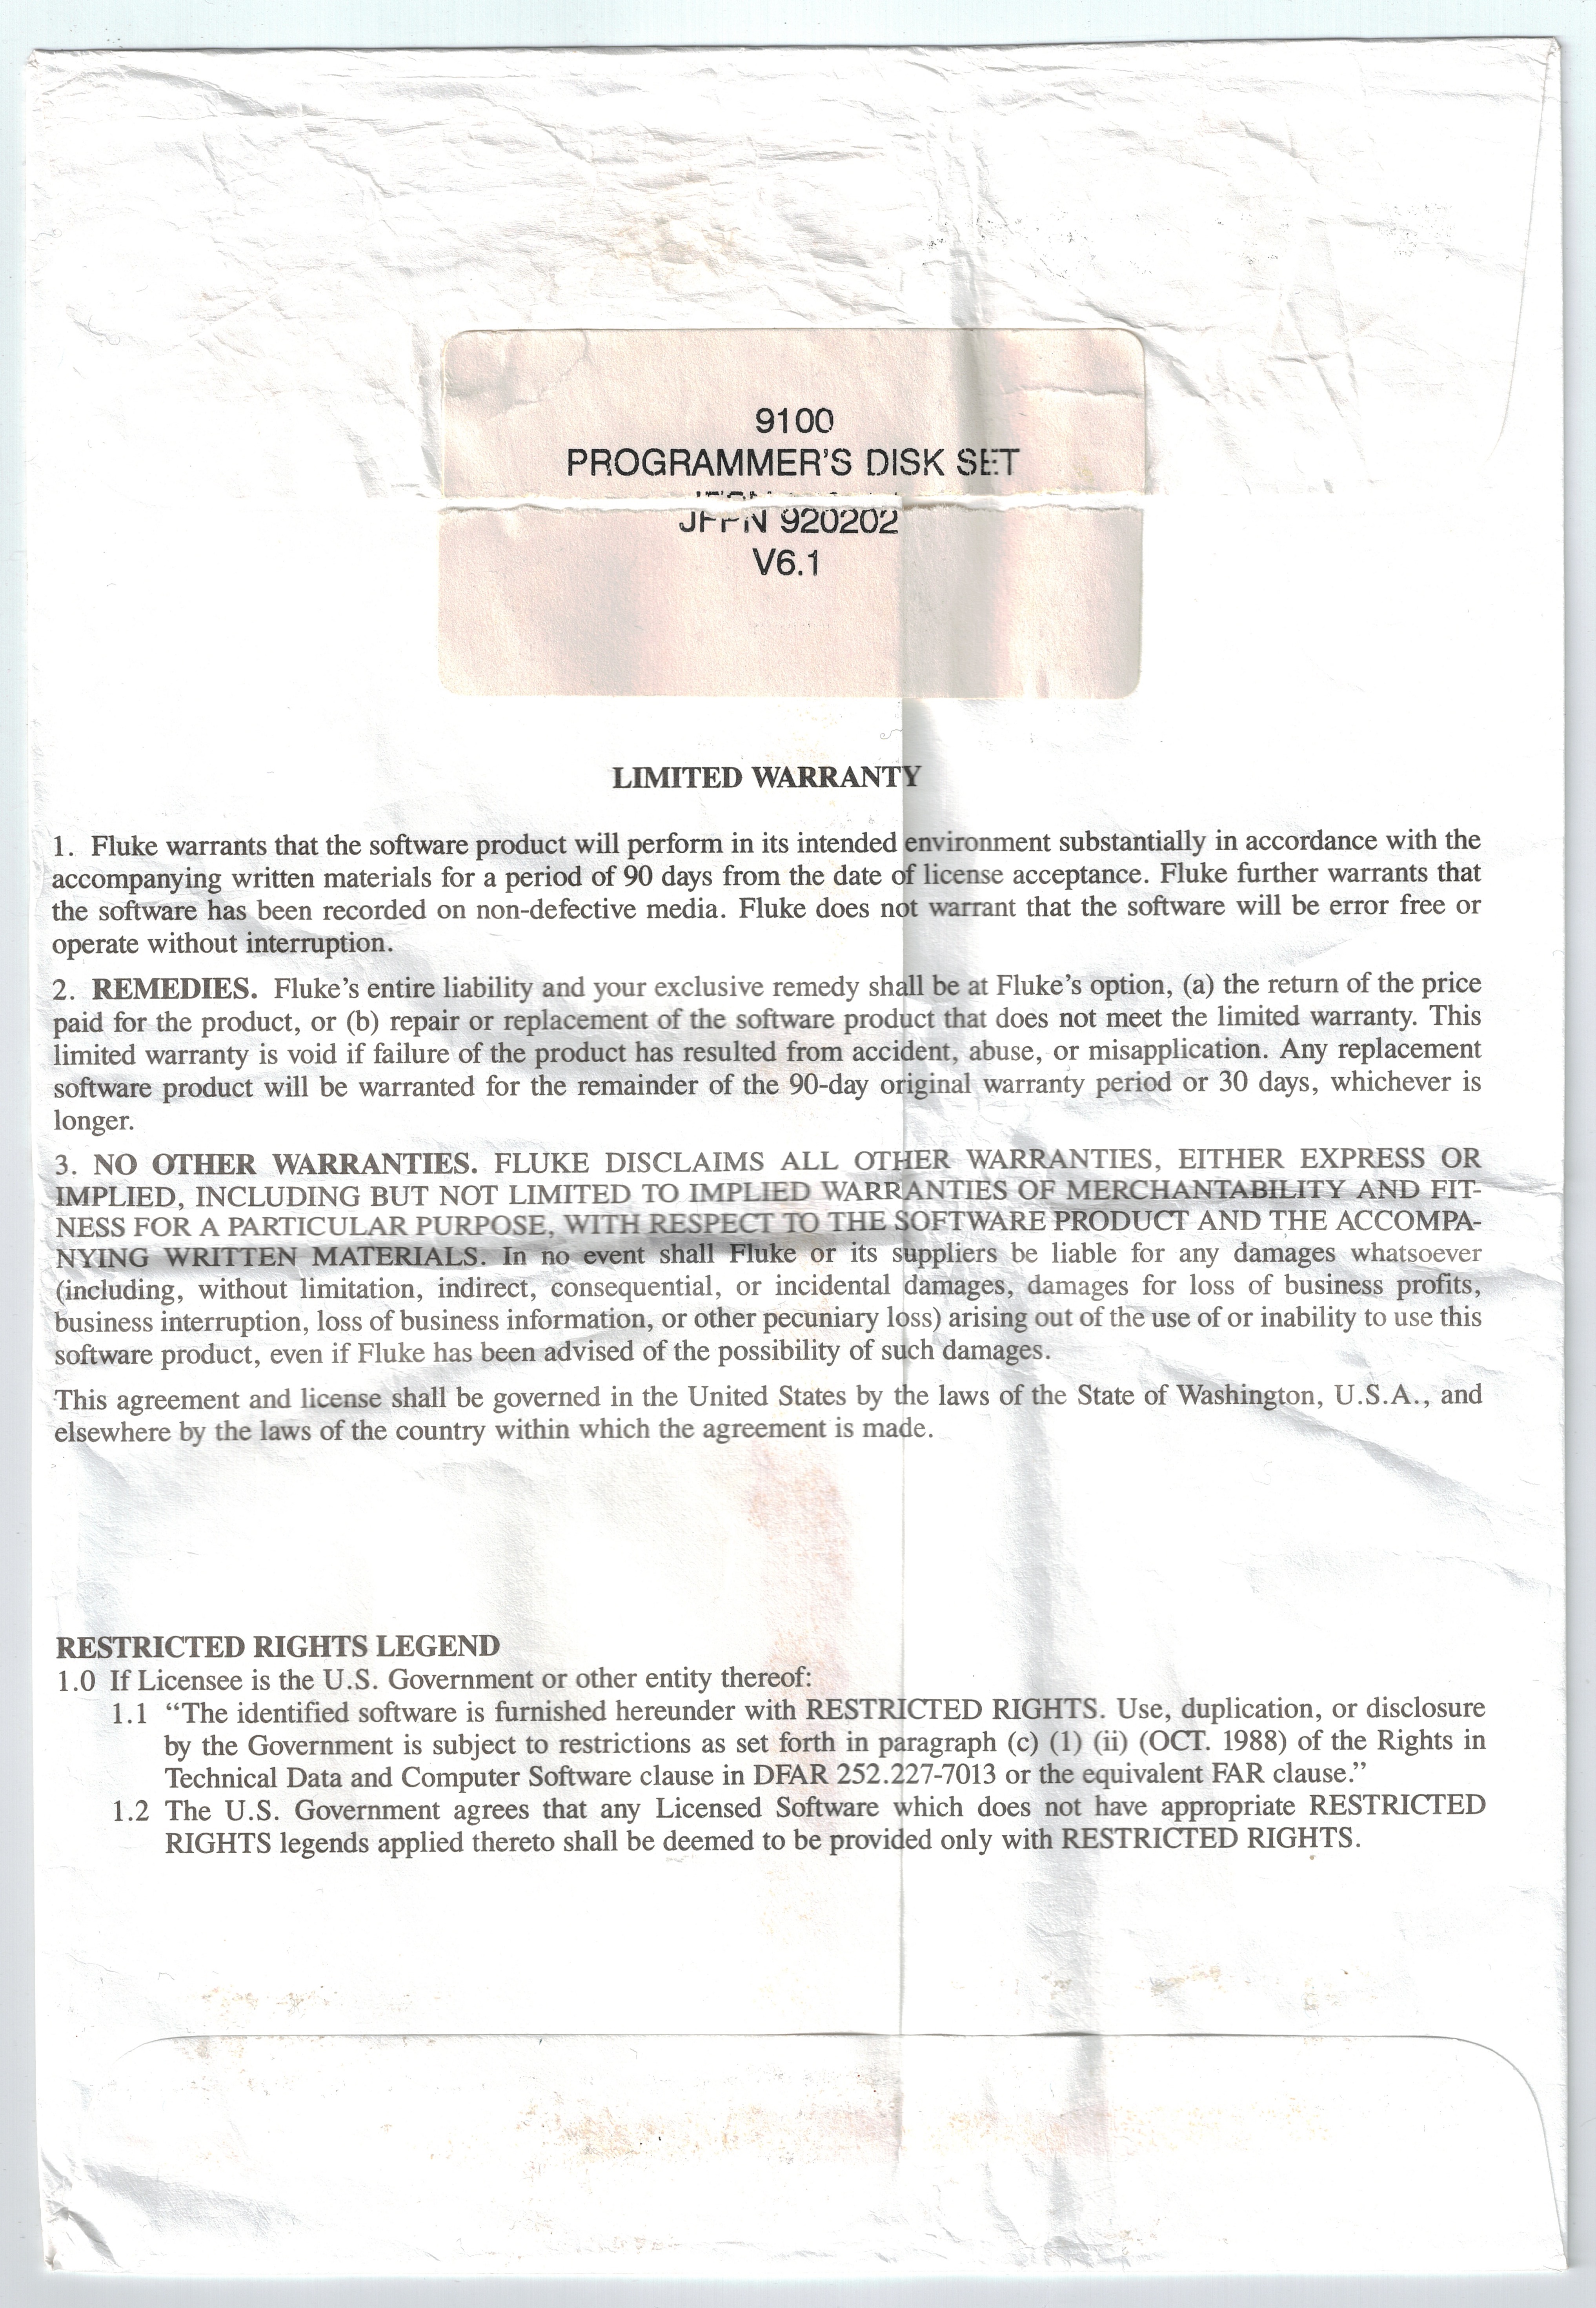 9100
PROGRAMMER'S DISK SET
920202
V6.1
LIMITED WARRANTY
1. Fluke warrants that the software product will perform in its intended environment substantially in accordance with the
accompanying written materials for a period of 90 days from the date of license acceptance. Fluke further warrants that
the software has been recorded on non-defective media. Fluke does not warrant that the software will be error free or
operate without interruption.
2. REMEDIES. Fluke's entire liability and your exclusive remedy shall be at Fluke's option, (a) the return of the price
paid for the product, or (b) repair or replacement of the software product that does not meet the limited warranty. This
limited warranty is void if failure of the product has resulted from accident, abuse, or misapplication. Any replacement
software product will be warranted for the remainder of the 90-day original warranty period or 30 days, whichever is
longer.
3. NO OTHER WARRANTIES. FLUKE DISCLAIMS ALL OTHER WARRANTIES, EITHER EXPRESS OR
IMPLIED, INCLUDING BUT NOT LIMITED TO IMPLIED WARRANTIES OF MERCHANTABILITY AND FIT-
NESS FOR A PARTICULAR PURPOSE, WITH RESPECT TO THE SOFTWARE PRODUCT AND THE ACCOMPA-
NYING WRITTEN MATERIALS. In no event shall Fluke or its suppliers be liable for any damages whatsoever
(including, without limitation, indirect, consequential, or incidental damages, damages for loss of business profits,
business interruption, loss of business information, or other pecuniary loss) arising out of the use of or inability to use this
software product, even if Fluke has been advised of the possibility of such damages.
This agreement and license shall be governed in the United States by the laws of the State of Washington, U.S.A., and
elsewhere by the laws of the country within which the agreement is made.
RESTRICTED RIGHTS LEGEND
1.0 If Licensee is the U.S. Government or other entity thereof:
1.1 “The identified software is furnished hereunder with RESTRICTED RIGHTS. Use, duplication, or disclosure
by the Government is subject to restrictions as set forth in paragraph (c) (1) (ii) (OCT. 1988) of the Rights in
Technical Data and Computer Software clause in DFAR 252.227-7013 or the equivalent FAR clause.”
1.2 The U.S. Government agrees that any Licensed Software which does not have appropriate RESTRICTED
RIGHTS legends applied thereto shall be deemed to be provided only with RESTRICTED RIGHTS.